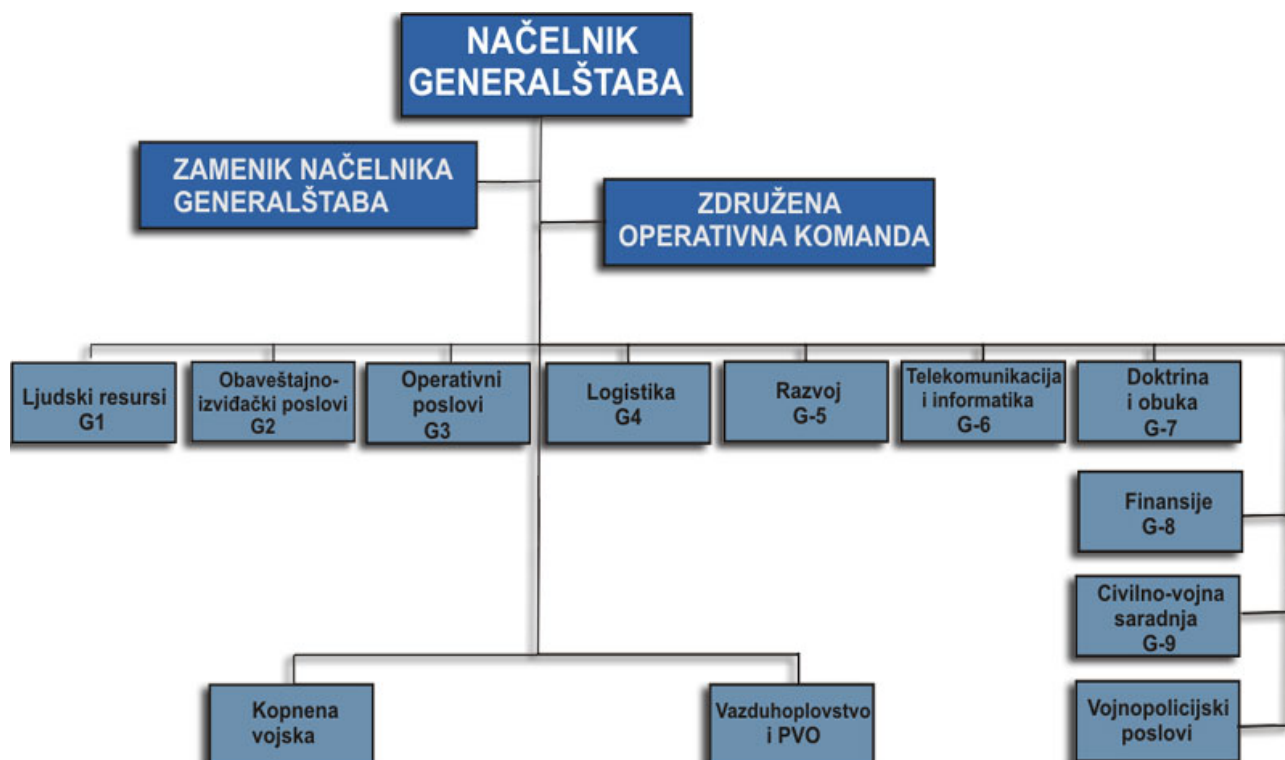 NAČELNIK
GENERALŠTABA
ZAMENIK NAČELNIKA
GENERALŠTABA
ZDRUŽENA
OPERATIVNA KOMANDA
Ljudski resursi
G1
Obaveštajno-
izviđački poslovi
G2
Operativni
poslovi
G3
Logistika
G4
Razvoj
G-5
Telekomunikacija
i informatika
G-6
Doktrina
i obuka
G-7
Finansije
G-8
Civilno-vojna
saradnja
G-9
Vojnopolicijski
poslovi
Kopnena
vojska
Vazduhoplovstvo
i PVO